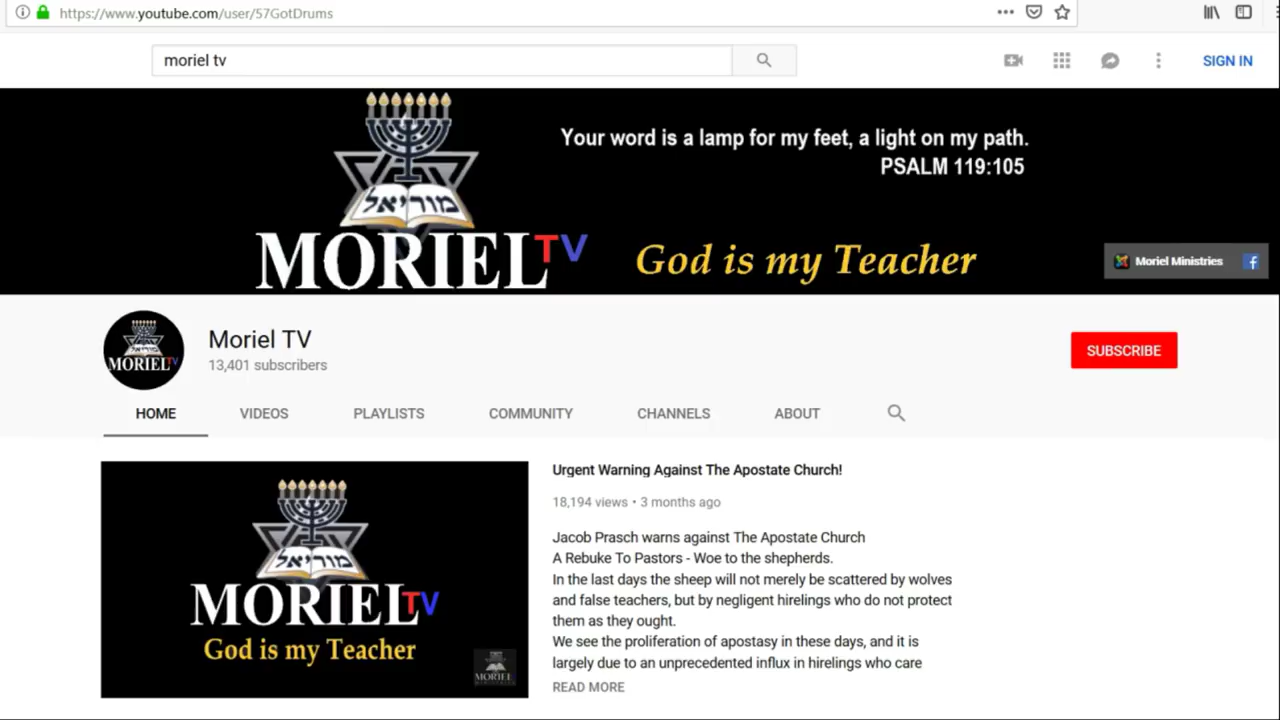 https://www.youtube.com/user/57GotDrums
moriel tv
SIGN IN
Your word is a lamp for my feet, a light on my path.
PSALM 119:105
מוריאל
MORIELTV
God is my Teacher
Moriel Ministries
MORIELTV
Moriel TV
13,401 subscribers
SUBSCRIBE
HOME VIDEOS PLAYLISTS COMMUNITY CHANNELS ABOUT
מוריאל
MORIELTV
God is my Teacher
MORIEL
Urgent Warning Against The Apostate Church!
18,194 views • 3 months ago
Jacob Prasch warns against The Apostate Church
A Rebuke To Pastors - Woe to the shepherds.
In the last days the sheep will not merely be scattered by wolves
and false teachers, but by negligent hirelings who do not protect
them as they ought.
We see the proliferation of apostasy in these days, and it is
largely due to an unprecedented influx in hirelings who care
READ MORE